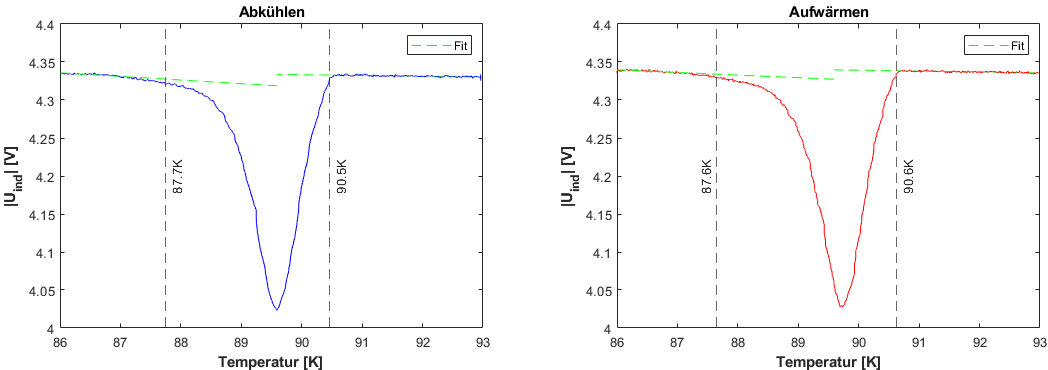 Abkühlen
4.4
4.35
4.3
4.25
4.2
4.15
4.1
4.05
4
|Uind| [V]
Fit
87.7K
90.5K
86 87 88 89 90 91 92 93
Temperatur [K]
Aufwärmen
4.4
4.35
4.3
4.25
4.2
4.15
4.1
4.05
4
|Uind| [V]
Fit
87.6K
90.6K
86 87 88 89 90 91 92 93
Temperatur [K]